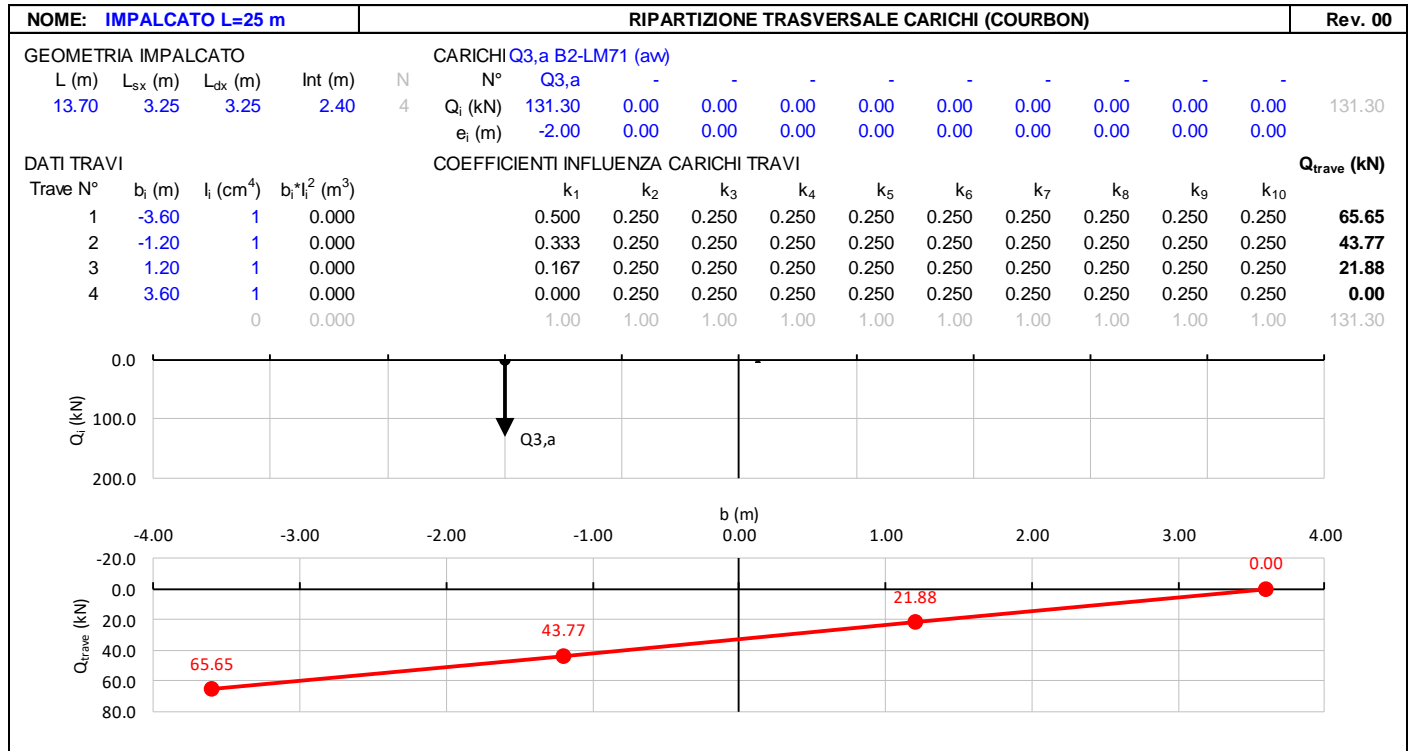 NOME: IMPALCATO L=25 m RIPARTIZIONE TRASVERSALE CARICHI (COURBON) Rev. 00
GEOMETRIA IMPALCATO CARICHI Q3,a B2-LM71 (avv)
L (m) Lsx (m) Ldx (m) Int (m) N N° Q3,a - - - - - - - - -
13.70 3.25 3.25 2.40 4 Qi (kN) 131.30 0.00 0.00 0.00 0.00 0.00 0.00 0.00 0.00 0.00 131.30
ei (m) -2.00 0.00 0.00 0.00 0.00 0.00 0.00 0.00 0.00 0.00
DATI TRAVI COEFFICIENTI INFLUENZA CARICHI TRAVI Qtrave (kN)
Trave N° bi (m) Ii (cm4) bi*Ii2 (m3) k1 k2 k3 k4 k5 k6 k7 k8 k9 k10
1 -3.60 1 0.000 0.500 0.250 0.250 0.250 0.250 0.250 0.250 0.250 0.250 0.250 65.65
2 -1.20 1 0.000 0.333 0.250 0.250 0.250 0.250 0.250 0.250 0.250 0.250 0.250 43.77
3 1.20 1 0.000 0.167 0.250 0.250 0.250 0.250 0.250 0.250 0.250 0.250 0.250 21.88
4 3.60 1 0.000 0.000 0.250 0.250 0.250 0.250 0.250 0.250 0.250 0.250 0.250 0.00
0 0.000 1.00 1.00 1.00 1.00 1.00 1.00 1.00 1.00 1.00 1.00 131.30
0.0
100.0
200.0
Qi (kN)
Q3,a
b (m)
-4.00 -3.00 -2.00 -1.00 0.00 1.00 2.00 3.00 4.00
-20.0
0.0
20.0
40.0
60.0
80.0
Qtrave (kN)
65.65
43.77
21.88
0.00